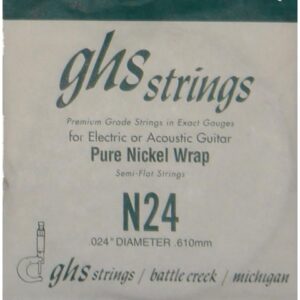 ghs strings
Premium Grade Strings in Exact Gauges
for Electric or Acoustic Guitar
Pure Nickel Wrap
Semi-Flat Strings
N24
.024" DIAMETER .610mm
ghs strings / battle creek / michigan